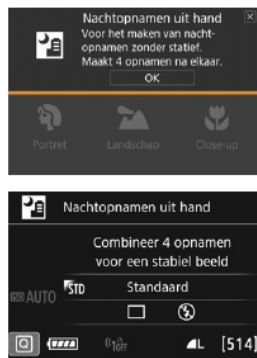 Nachtopnamen uit hand
Voor het maken van nacht-
opnamen zonder statief.
Maakt 4 opnamen na elkaar.
OK
Portret Landschap Close-up
Nachtopnamen uit hand
Combineer 4 opnamen
voor een stabiel beeld
AUTO
STD Standaard
Q L [514]